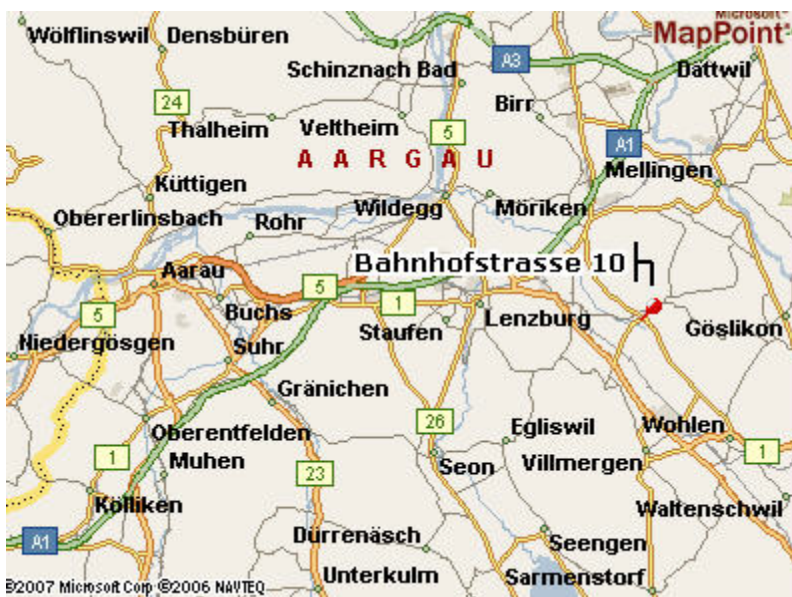 Microsoft®
MapPoint®
Wölflinswil
Densbüren
A3
Dattwil
Schinznach Bad
24
Birr
Thalheim
Veltheim
5
A1
A A R G A U
Mellingen
Küttigen
Wildegg
Möriken
Obererlinsbach
Rohr
Bahnhofstrasse 10
Aarau
5
Buchs
1
5
Staufen
Lenzburg
Göslikon
Niedergösgen
Suhr
Gränichen
26
Egliswil
Wohlen
Oberentfelden
1
Muhen
Seon
Villmergen
1
23
Kölliken
Waltenschwil
A1
Dürrenäsch
Seengen
Unterkulm
Sarmenstorf
©2007 Microsoft Corp ©2006 NAVTEQ